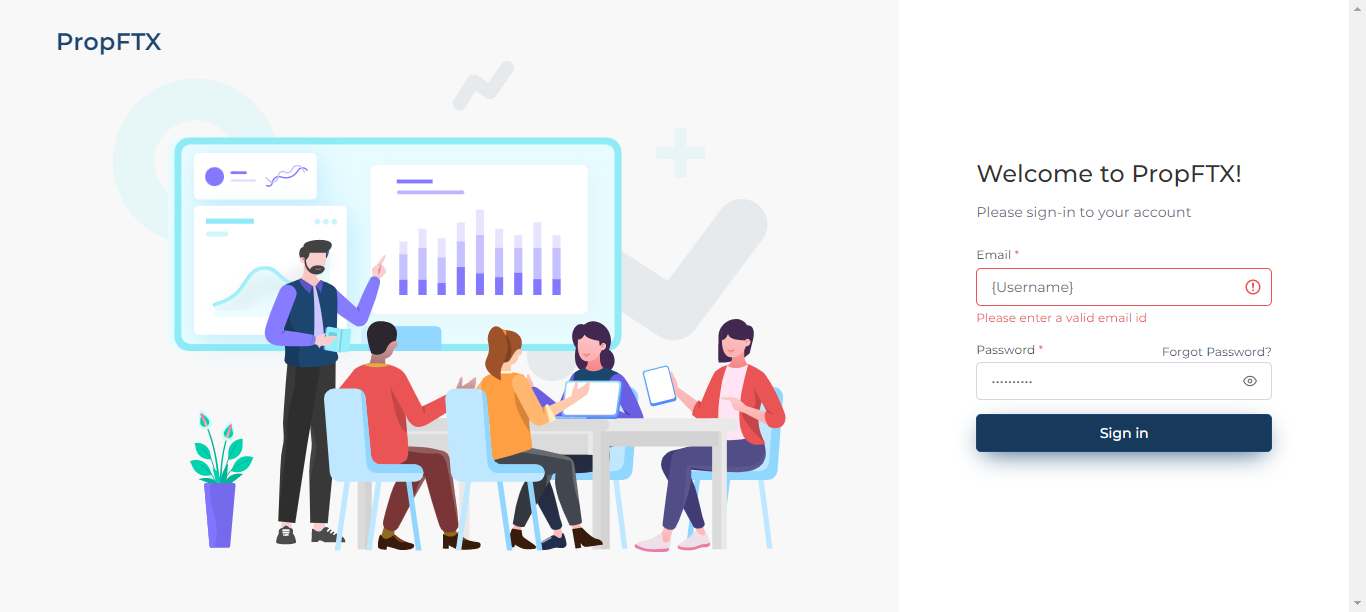 PropFTX
Welcome to PropFTX!
Please sign-in to your account
Email *
{Username}
Please enter a valid email id
Password *
Forgot Password?
··········
Sign in